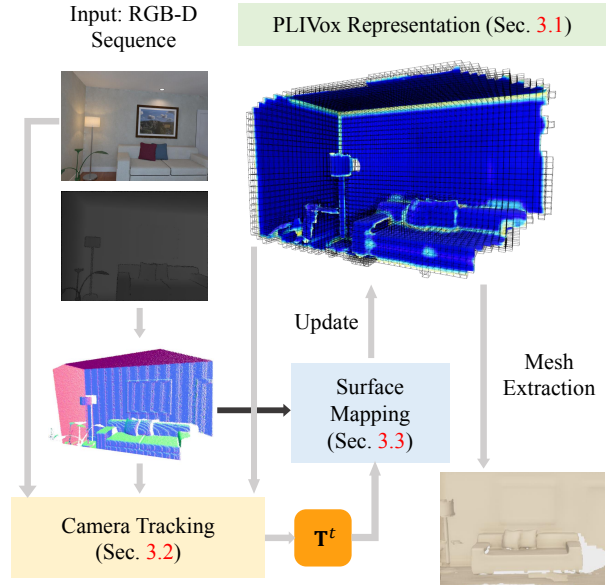 Input: RGB-D
Sequence
PLIVox Representation (Sec. 3.1)
Update
Mesh
Extraction
Surface
Mapping
(Sec. 3.3)
Camera Tracking
(Sec. 3.2)
T^t